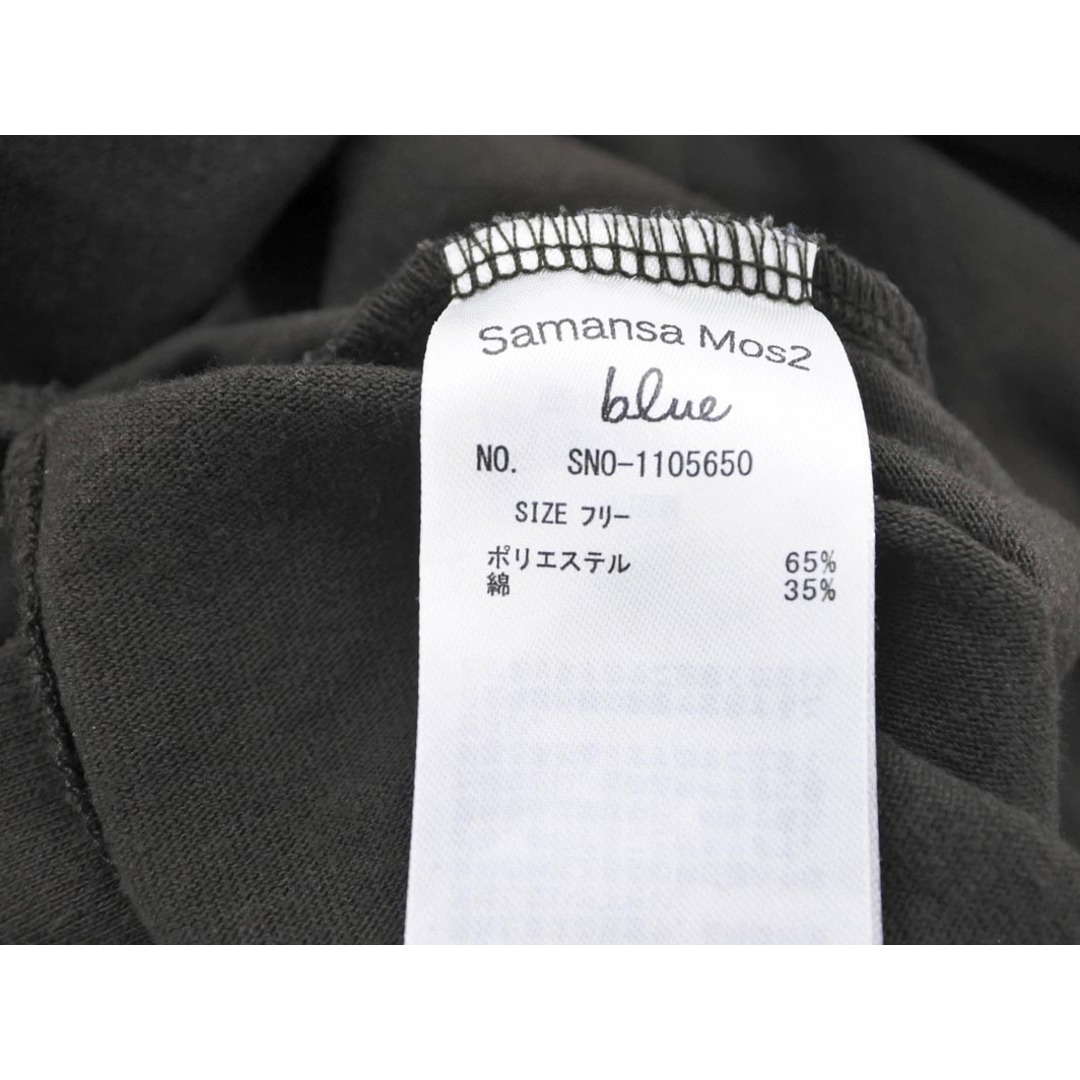 Samansa Mos2
blue
NO. SNO-1105650
SIZE フリー
ポリエステル 65%
綿 35%